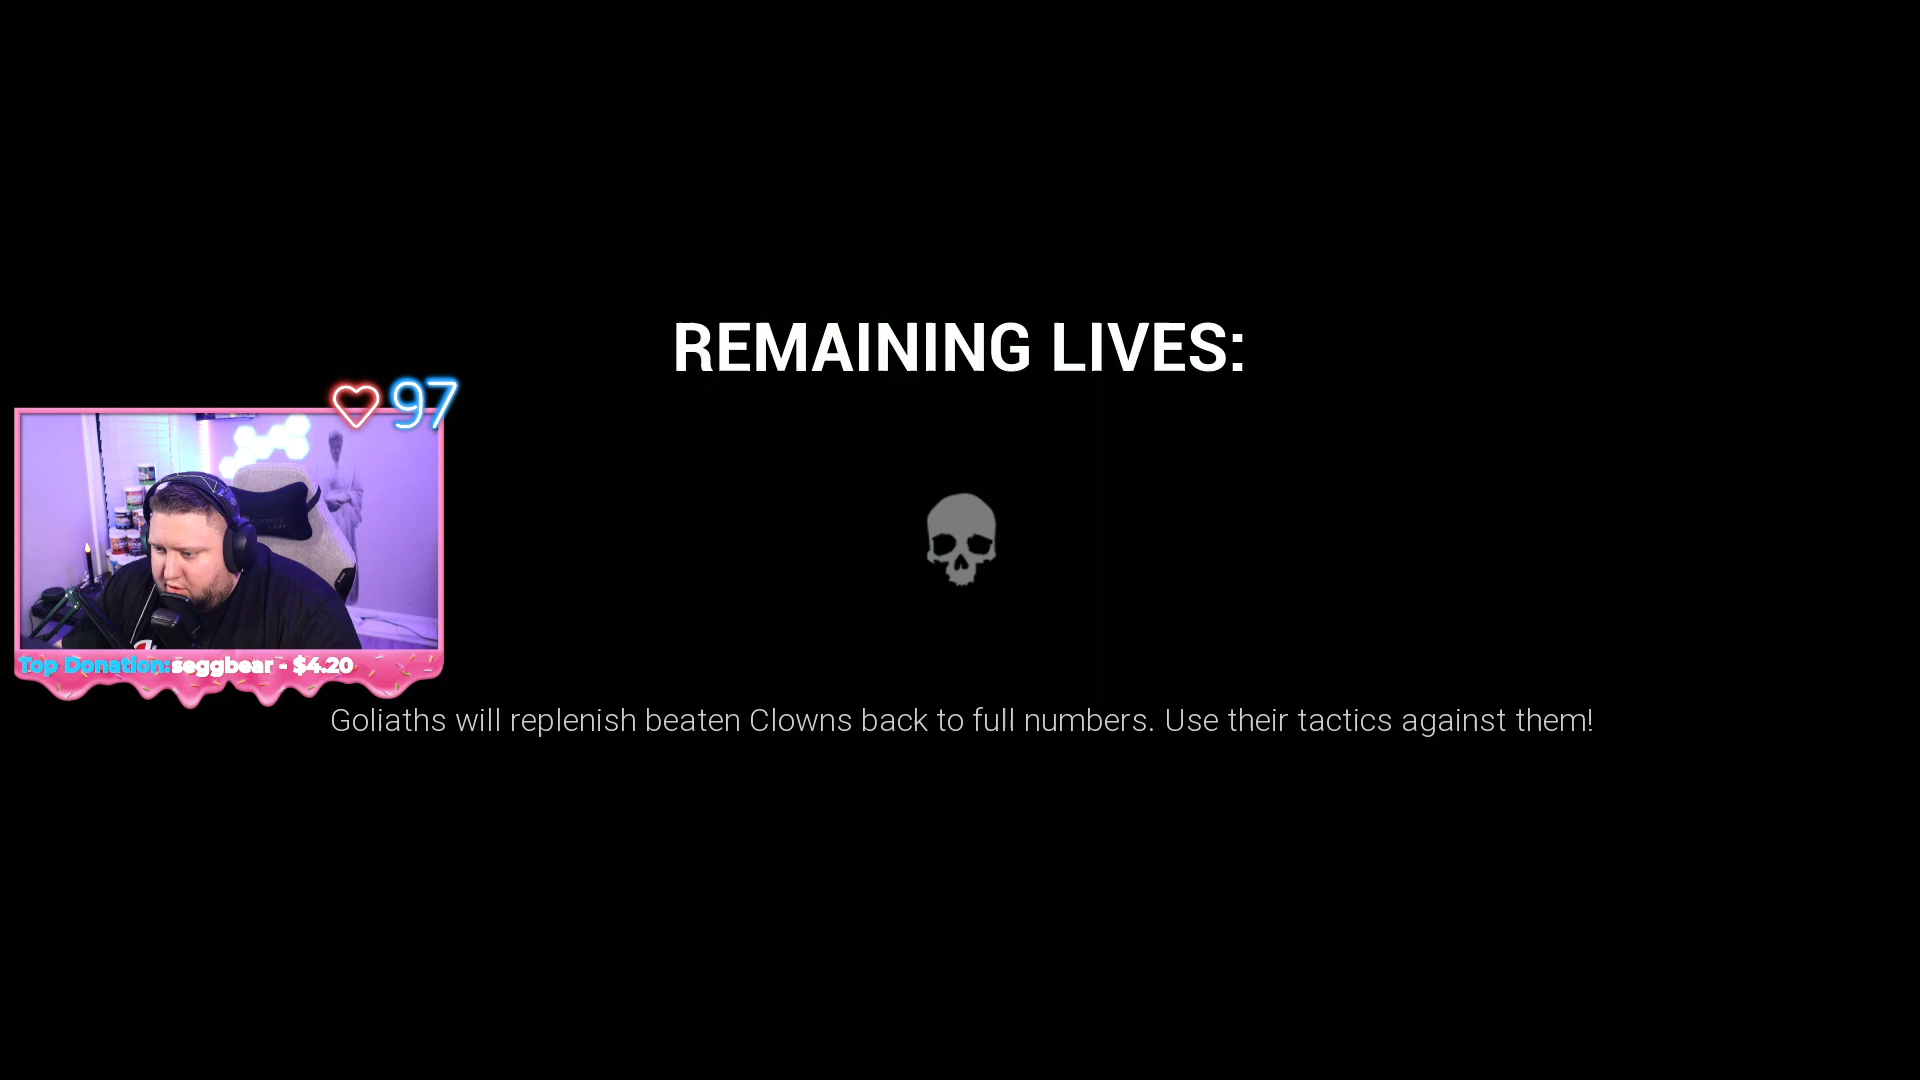 REMAINING LIVES:
97
Top Donation: seggbear - $4.20
Goliaths will replenish beaten Clowns back to full numbers. Use their tactics against them!